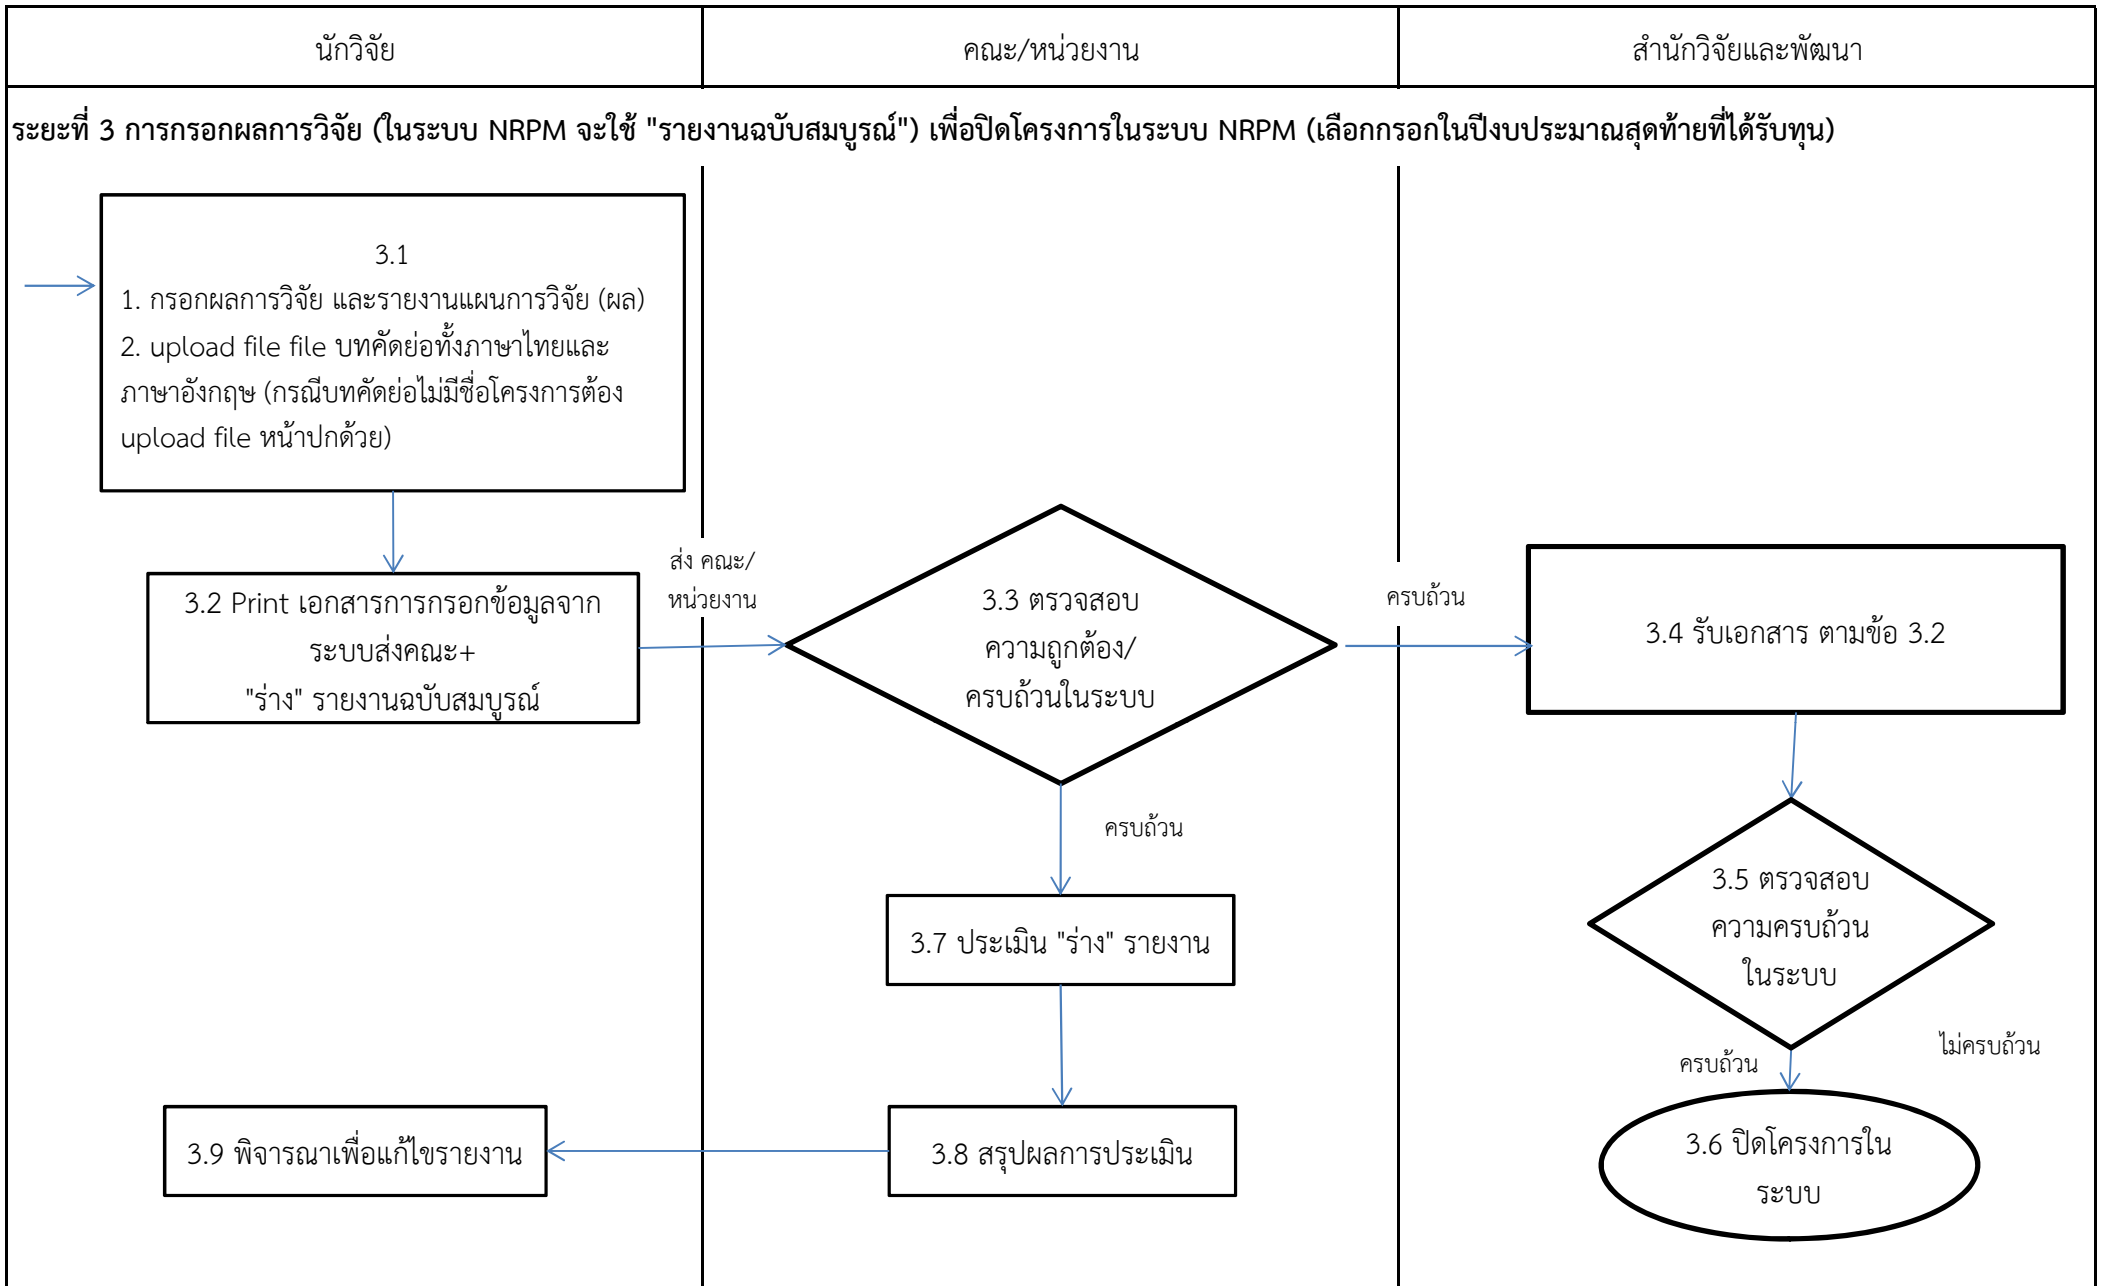 นักวิจัย
คณะ/หน่วยงาน
สำนักวิจัยและพัฒนา
ระยะที่ 3 การกรอกผลการวิจัย (ในระบบ NRPM จะใช้ "รายงานฉบับสมบูรณ์") เพื่อปิดโครงการในระบบ NRPM (เลือกกรอกในปีงบประมาณสุดท้ายที่ได้รับทุน)
3.1
1. กรอกผลการวิจัย และรายงานแผนการวิจัย (ผล)
2. upload file file บทคัดย่อทั้งภาษาไทยและ
ภาษาอังกฤษ (กรณีบทคัดย่อไม่มีชื่อโครงการต้อง
upload file หน้าปกด้วย)
3.2 Print เอกสารการกรอกข้อมูลจาก
ระบบส่งคณะ+
"ร่าง" รายงานฉบับสมบูรณ์
ส่ง คณะ/
หน่วยงาน
3.3 ตรวจสอบ
ความถูกต้อง/
ครบถ้วนในระบบ
ครบถ้วน
3.4 รับเอกสาร ตามข้อ 3.2
ครบถ้วน
3.5 ตรวจสอบ
ความครบถ้วน
ในระบบ
3.7 ประเมิน "ร่าง" รายงาน
ครบถ้วน
ไม่ครบถ้วน
3.9 พิจารณาเพื่อแก้ไขรายงาน
3.8 สรุปผลการประเมิน
3.6 ปิดโครงการใน
ระบบ